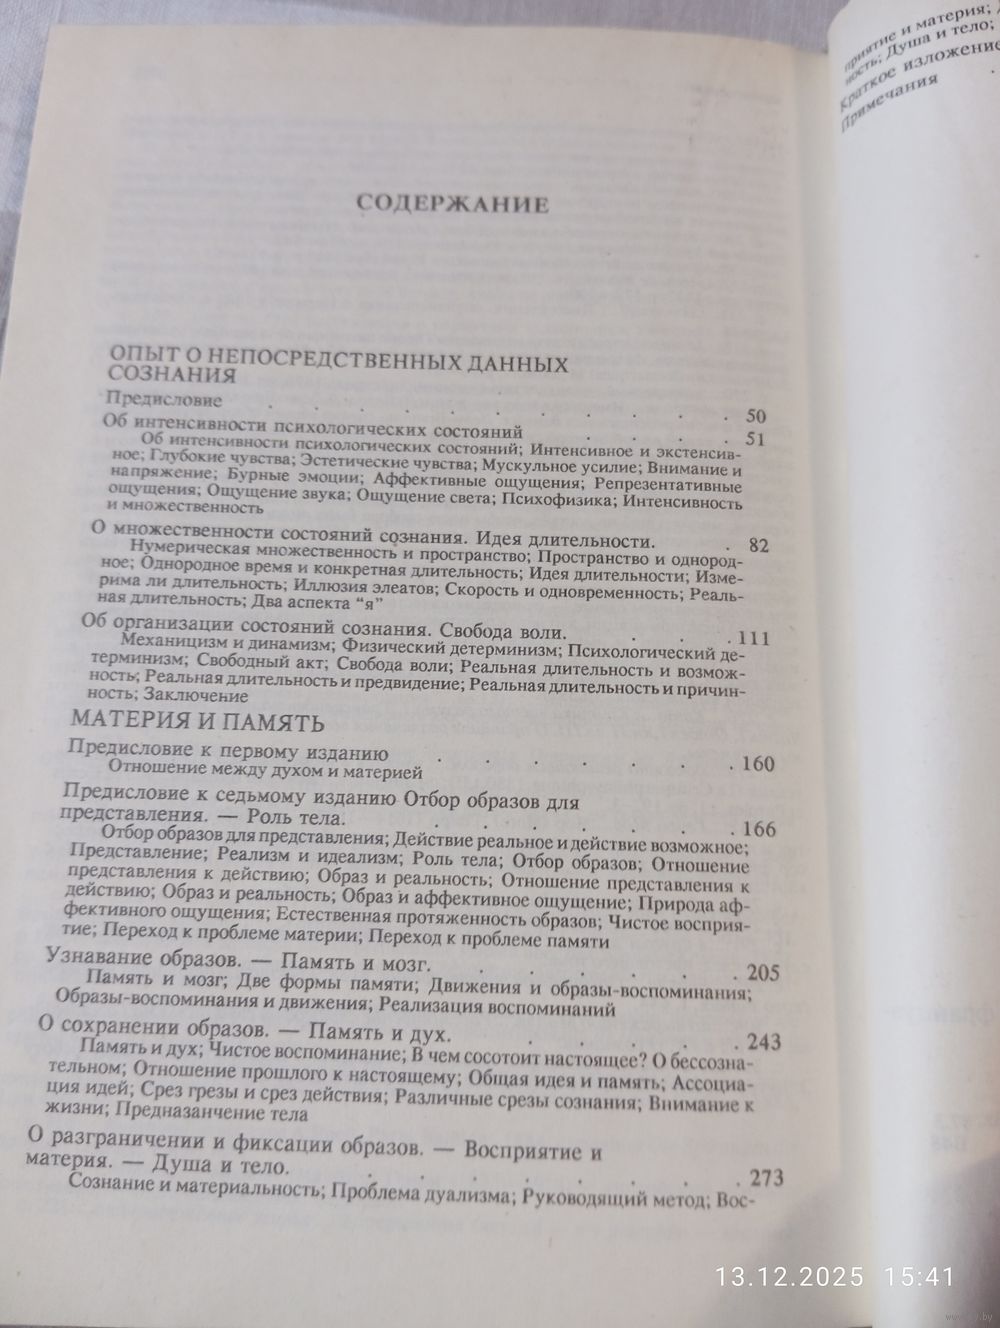 СОДЕРЖАНИЕ
ОПЫТ О НЕПОСРЕДСТВЕННЫХ ДАННЫХ
СОЗНАНИЯ
Предисловие . . . . . . . . . . . 50
Об интенсивности психологических состояний . . . . 51
Об интенсивности психологических состояний; Интенсивное и экстенсив-
ное; Глубокие чувства; Эстетические чувства; Мускульное усилие; Внимание и
напряжение; Бурные эмоции; Аффективные ощущения; Репрезентативные
ощущения; Ощущение звука; Ощущение света; Психофизика; Интенсивность
и множественность
О множественности состояний сознания. Идея длительности. . 82
Нумерическая множественность и пространство; Пространство и однород-
ное; Однородное время и конкретная длительность; Идея длительности; Изме-
рима ли длительность; Иллюзия элеатов; Скорость и одновременность; Реаль-
ная длительность; Два аспекта “я”
Об организации состояний сознания. Свобода воли. . . . 111
Механицизм и динамизм; Физический детерминизм; Психологический де-
терминизм; Свободный акт; Свобода воли; Реальная длительность и возмож-
ность; Реальная длительность и предвидение; Реальная длительность и причин-
ность; Заключение
МАТЕРИЯ И ПАМЯТЬ
Предисловие к первому изданию . . . . . . . 160
Отношение между духом и материей
Предисловие к седьмому изданию Отбор образов для
представления. — Роль тела. . . . . . . . 166
Отбор образов для представления; Действие реальное и действие возможное;
Представление; Реализм и идеализм; Роль тела; Отбор образов; Отношение
представления к действию; Образ и реальность; Отношение представления к
действию; Образ и реальность; Образ и аффективное ощущение; Природа аф-
фективного ощущения; Естественная протяженность образов; Чистое восприя-
тие; Переход к проблеме материи; Переход к проблеме памяти
Узнавание образов. — Память и мозг. . . . . . . 205
Память и мозг; Две формы памяти; Движения и образы-воспоминания;
Образы-воспоминания и движения; Реализация воспоминаний
О сохранении образов. — Память и дух. . . . . . 243
Память и дух; Чистое воспоминание; В чем сосотоит настоящее? О бессозна-
тельном; Отношение прошлого к настоящему; Общая идея и память; Ассоциа-
ция идей; Срез грезы и срез действия; Различные срезы сознания; Внимание к
жизни; Предназанчение тела
О разграничении и фиксации образов. — Восприятие и
материя. — Душа и тело. . . . . . . . . 273
Сознание и материальность; Проблема дуализма; Руководящий метод; Вос-
приятие и материя;
ность; Душа и тело;
Краткое изложение
Примечания
13.12.2025 15:41